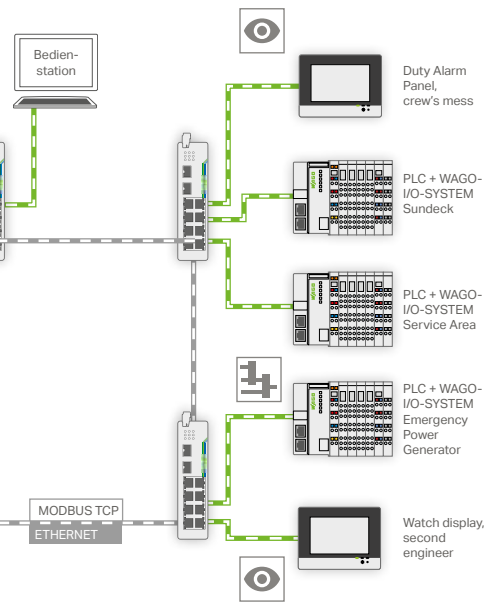 Bedien-
station
Duty Alarm
Panel,
crew's mess
PLC + WAGO-
I/O-SYSTEM
Sundeck
PLC + WAGO-
I/O-SYSTEM
Service Area
PLC + WAGO-
I/O-SYSTEM
Emergency
Power
Generator
MODBUS TCP
ETHERNET
Watch display,
second
engineer